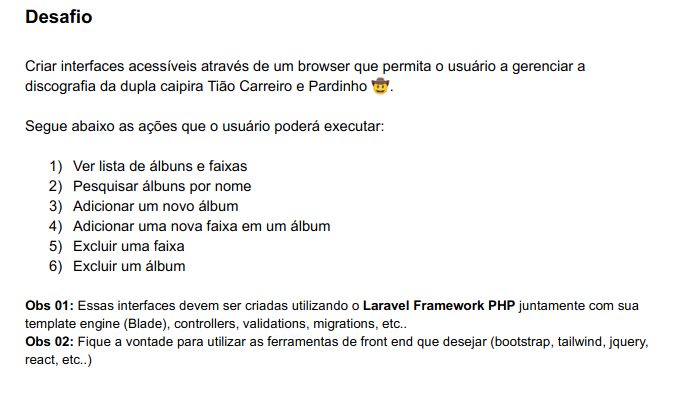 Desafio
Criar interfaces acessíveis através de um browser que permita o usuário a gerenciar a
discografia da dupla caipira Tião Carreiro e Pardinho 🤠.
Segue abaixo as ações que o usuário poderá executar:
1) Ver lista de álbuns e faixas
2) Pesquisar álbuns por nome
3) Adicionar um novo álbum
4) Adicionar uma nova faixa em um álbum
5) Excluir uma faixa
6) Excluir um álbum
Obs 01: Essas interfaces devem ser criadas utilizando o Laravel Framework PHP juntamente com sua
template engine (Blade), controllers, validations, migrations, etc..
Obs 02: Fique a vontade para utilizar as ferramentas de front end que desejar (bootstrap, tailwind, jquery,
react, etc..)